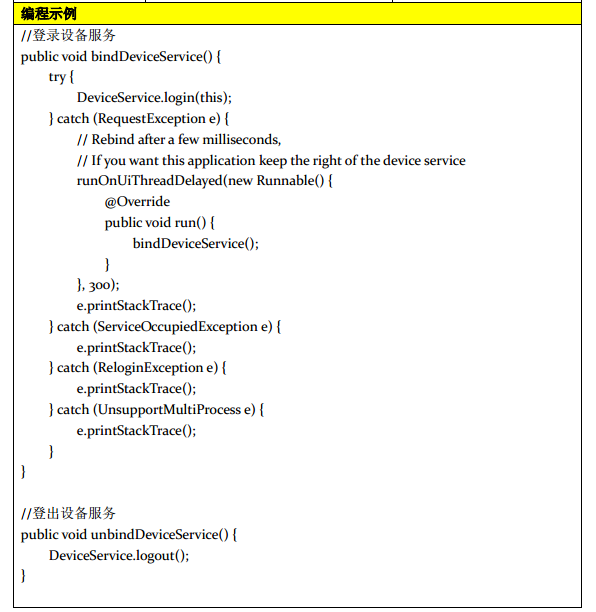 编程示例
//登录设备服务
public void bindDeviceService() {
try {
DeviceService.login(this);
} catch (RequestException e) {
// Rebind after a few milliseconds,
// If you want this application keep the right of the device service
runOnUiThreadDelayed(new Runnable() {
@Override
public void run() {
bindDeviceService();
}
}, 300);
e.printStackTrace();
} catch (ServiceOccupiedException e) {
e.printStackTrace();
} catch (ReloginException e) {
e.printStackTrace();
} catch (UnsupportMultiProcess e) {
e.printStackTrace();
}
}
//登出设备服务
public void unbindDeviceService() {
DeviceService.logout();
}